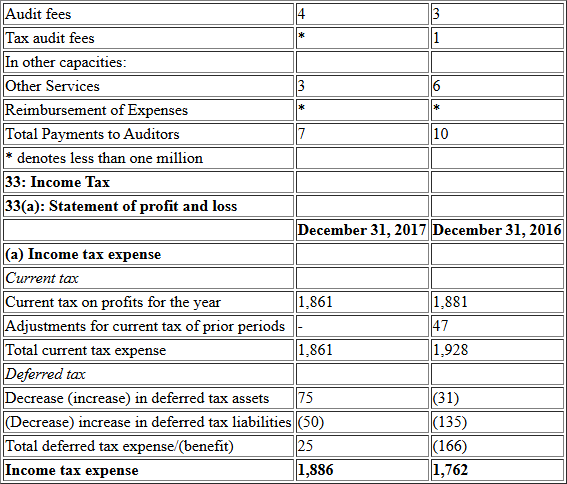 Audit fees 4 3
Tax audit fees * 1
In other capacities:
Other Services 3 6
Reimbursement of Expenses * *
Total Payments to Auditors 7 10
* denotes less than one million
33: Income Tax
33(a): Statement of profit and loss
December 31, 2017 December 31, 2016
(a) Income tax expense
Current tax
Current tax on profits for the year 1,861 1,881
Adjustments for current tax of prior periods - 47
Total current tax expense 1,861 1,928
Deferred tax
Decrease (increase) in deferred tax assets 75 (31)
(Decrease) increase in deferred tax liabilities (50) (135)
Total deferred tax expense/(benefit) 25 (166)
Income tax expense 1,886 1,762